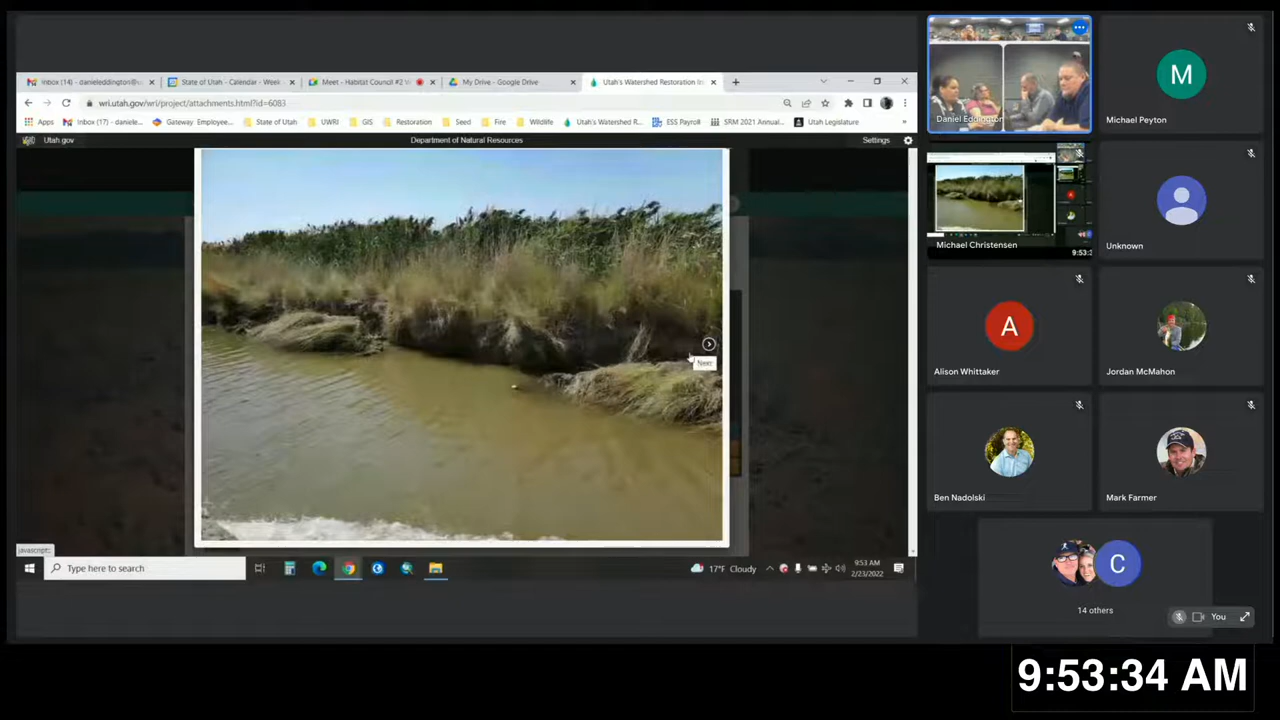 Inbox (14) - danieleddington@u
State of Utah - Calendar - Week
Meet - Habitat Council #2 W
My Drive - Google Drive
Utah's Watershed Restoration In
wri.utah.gov/wri/project/attachments.html?id=6083
Apps
Inbox (17) - daniele...
Gateway Employee...
State of Utah
UWRI
GIS
Restoration
Seed
Fire
Wildlife
Utah's Watershed R...
ESS Payroll
SRM 2021 Annual...
Utah Legislature
»
Utah.gov
Department of Natural Resources
Settings
Next
javascript:
Type here to search
17°F Cloudy
9:53 AM
2/23/2022
Daniel Eddington
M
Michael Peyton
Michael Christensen
9:53:3
Unknown
A
Alison Whittaker
Jordan McMahon
Ben Nadolski
Mark Farmer
C
14 others
You
9:53:34 AM